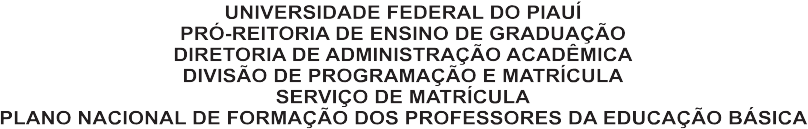 UNIVERSIDADE FEDERAL DO PIAUÍ
PRÓ-REITORIA DE ENSINO DE GRADUAÇÃO
DIRETORIA DE ADMINISTRAÇÃO ACADÊMICA
DIVISÃO DE PROGRAMAÇÃO E MATRÍCULA
SERVIÇO DE MATRÍCULA
PLANO NACIONAL DE FORMAÇÃO DOS PROFESSORES DA EDUCAÇÃO BÁSICA